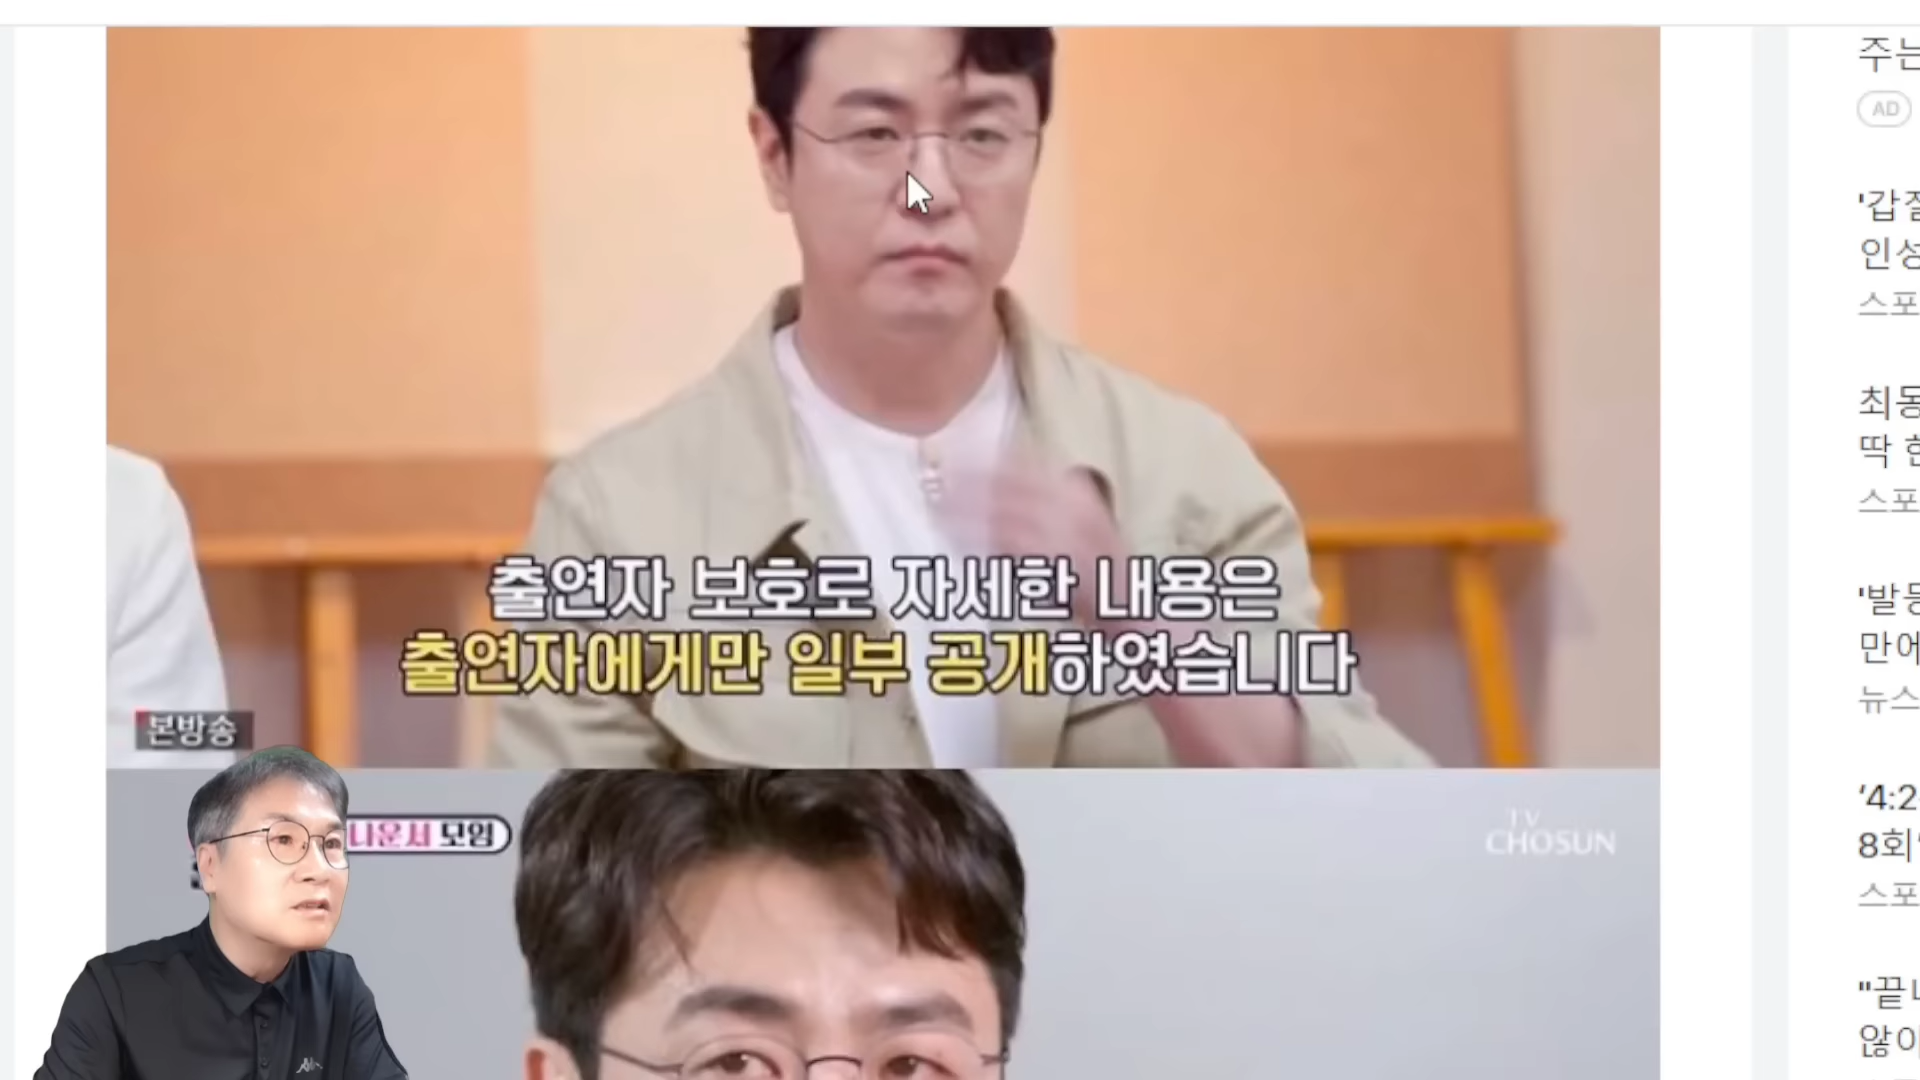 출연자 보호로 자세한 내용은
출연자에게만 일부 공개하였습니다
본방송
나운서 모임
TV
CHOSUN
주는
AD
'갑질
인성
스포
최동
딱 한
스포
'발등
만에
뉴스
'4:2
8회
스포
"끝
않아